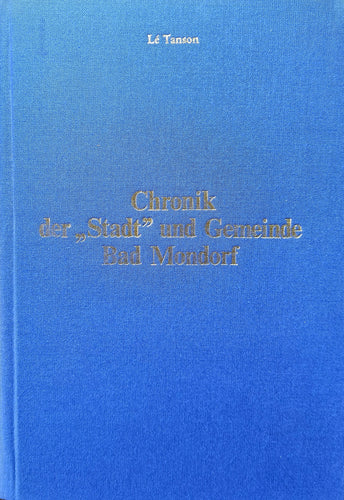 Lé Tanson
Chronik
der „Stadt” und Gemeinde
Bad Mondorf